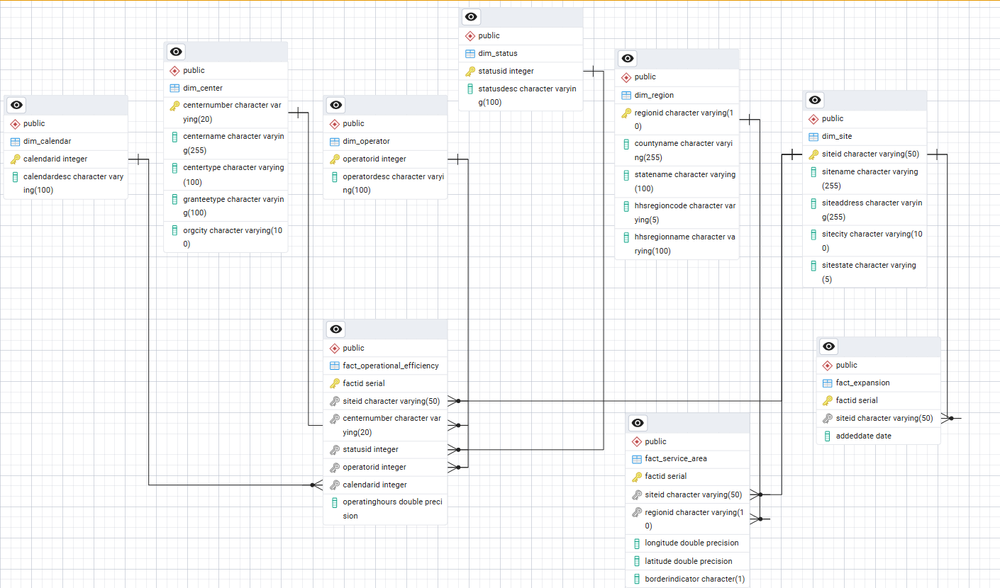 public
dim_status
statusid integer
statusdesc character varyin
g(100)
public
dim_center
centernumber character var
ying(20)
centername character varyin
g(255)
centertype character varying
(100)
granteetype character varyin
g(100)
orgcity character varying(10
0)
public
dim_region
regionid character varying(1
0)
countyname character varyi
ng(255)
statename character varying
(100)
hhsregioncode character var
ying(5)
hhsregionname character va
rying(100)
public
dim_site
siteid character varying(50)
sitename character varying
(255)
siteaddress character varyin
g(255)
sitecity character varying(10
0)
sitestate character varying
(5)
public
dim_calendar
calendarid integer
calendardesc character vary
ing(100)
public
dim_operator
operatorid integer
operatordesc character varyi
ng(100)
public
fact_operational_efficiency
factid serial
siteid character varying(50)
centernumber character var
ying(20)
statusid integer
operatorid integer
calendarid integer
operatinghours double preci
sion
public
fact_expansion
factid serial
siteid character varying(50)
addeddate date
public
fact_service_area
factid serial
siteid character varying(50)
regionid character varying(1
0)
longitude double precision
latitude double precision
borderindicator character(1)